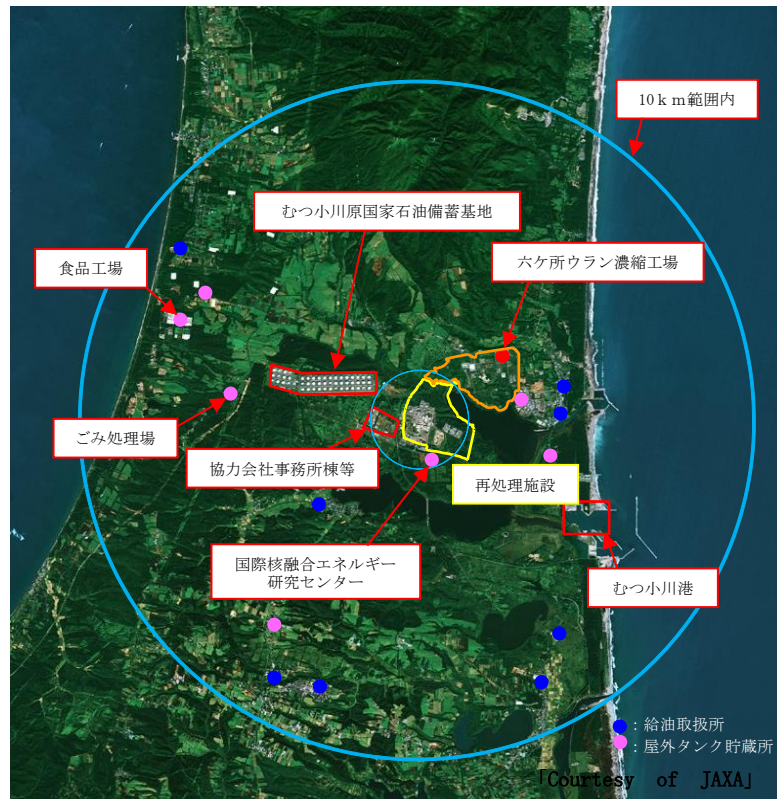 10ｋｍ範囲内
むつ小川原国家石油備蓄基地
六ケ所ウラン濃縮工場
食品工場
ごみ処理場
協力会社事務所棟等
再処理施設
国際核融合エネルギー
研究センター
むつ小川港
：給油取扱所
：屋外タンク貯蔵所
「Courtesy of JAXA」